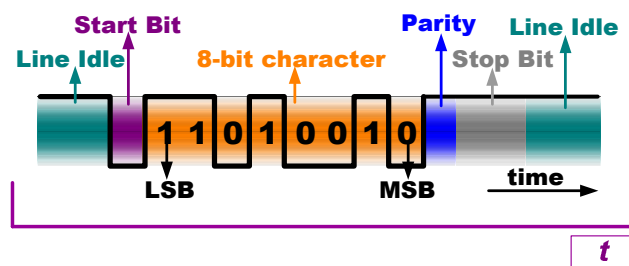 Start Bit
Line Idle
Line Idle
8-bit character
Parity
Stop Bit
1 1 0 1 0 0 1 0
LSB
MSB
time
t